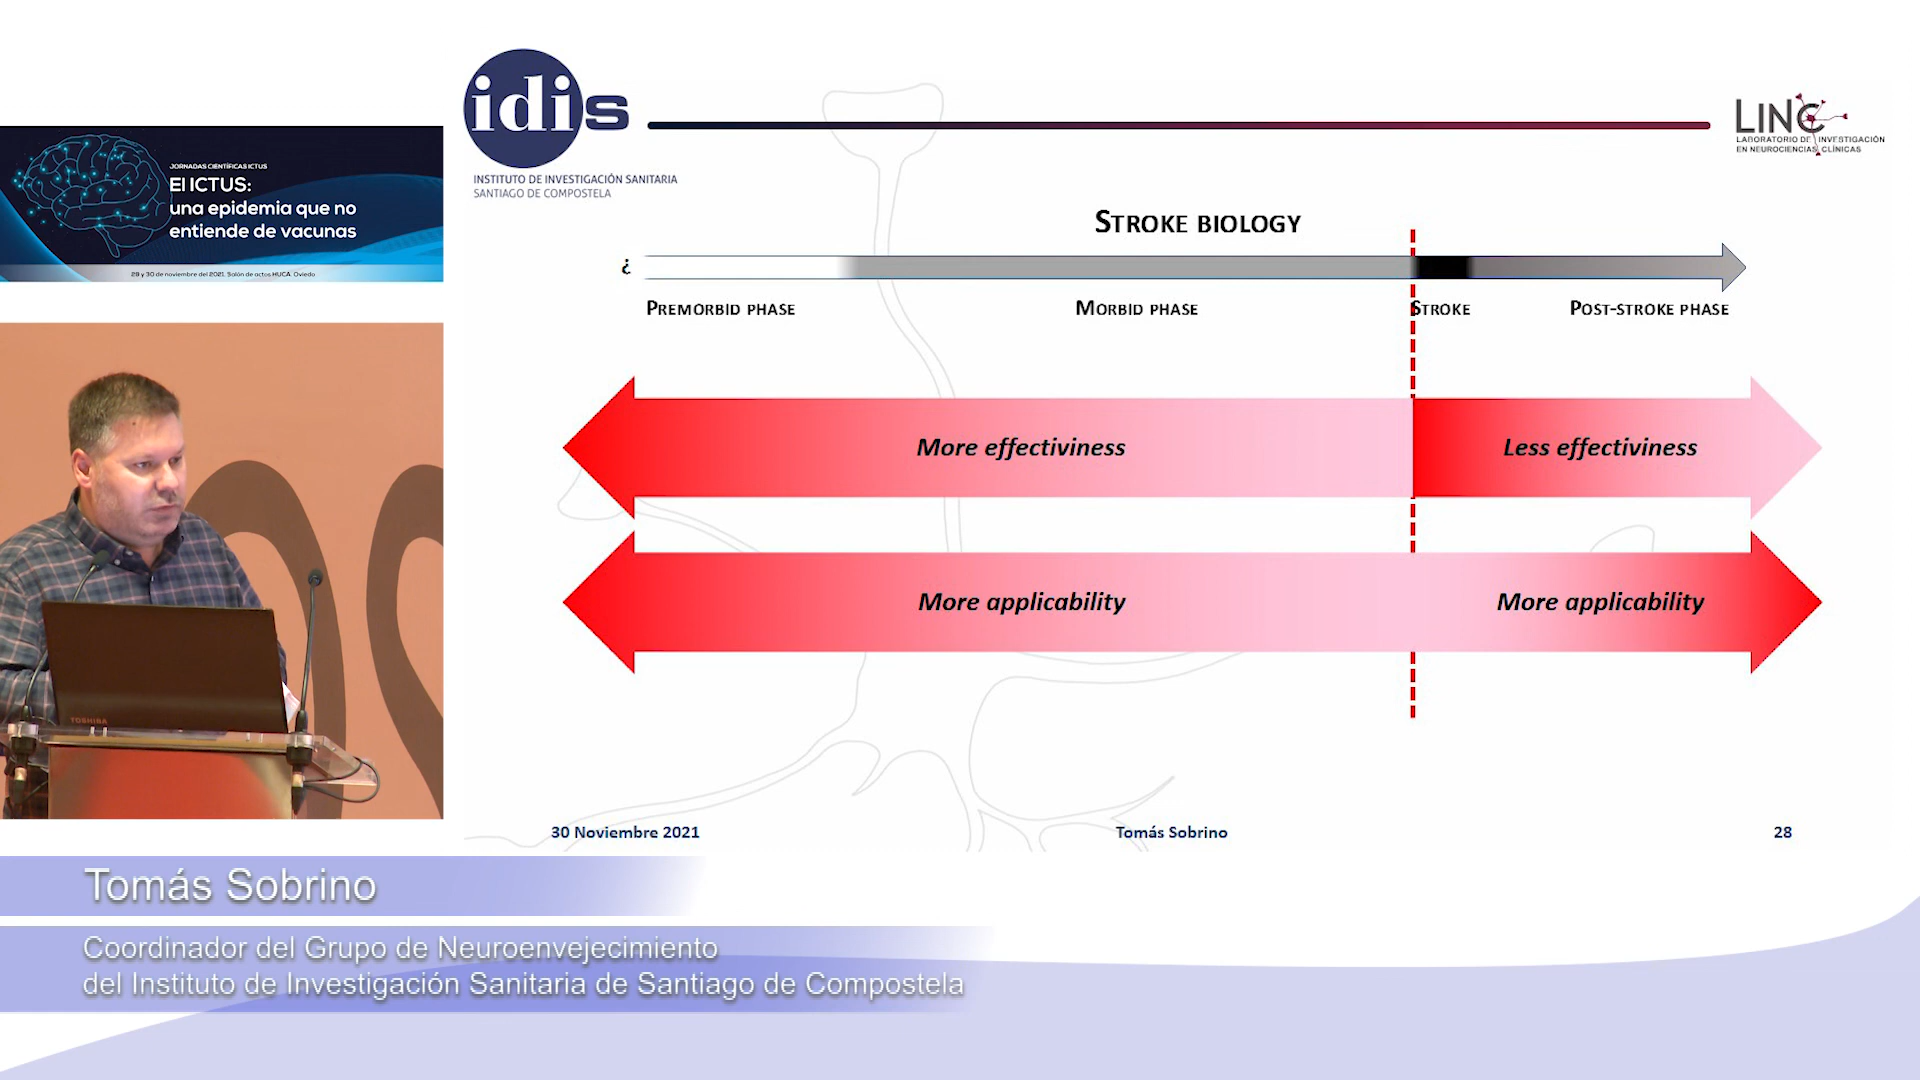 idis
INSTITUTO DE INVESTIGACIÓN SANITARIA
SANTIAGO DE COMPOSTELA
LINC
LABORATORIO DE INVESTIGACIÓN
EN NEUROCIENCIAS CLÍNICAS
JORNADAS CIENTÍFICAS ICTUS
El ICTUS:
una epidemia que no
entiende de vacunas
29 y 30 de noviembre del 2021. Salón de actos HUCA. Oviedo
STROKE BIOLOGY
¿
PREMORBID PHASE
MORBID PHASE
STROKE
POST-STROKE PHASE
More effectiviness
Less effectiviness
More applicability
More applicability
TOSHIBA
30 Noviembre 2021
Tomás Sobrino
28
Tomás Sobrino
Coordinador del Grupo de Neuroenvejecimiento
del Instituto de Investigación Sanitaria de Santiago de Compostela